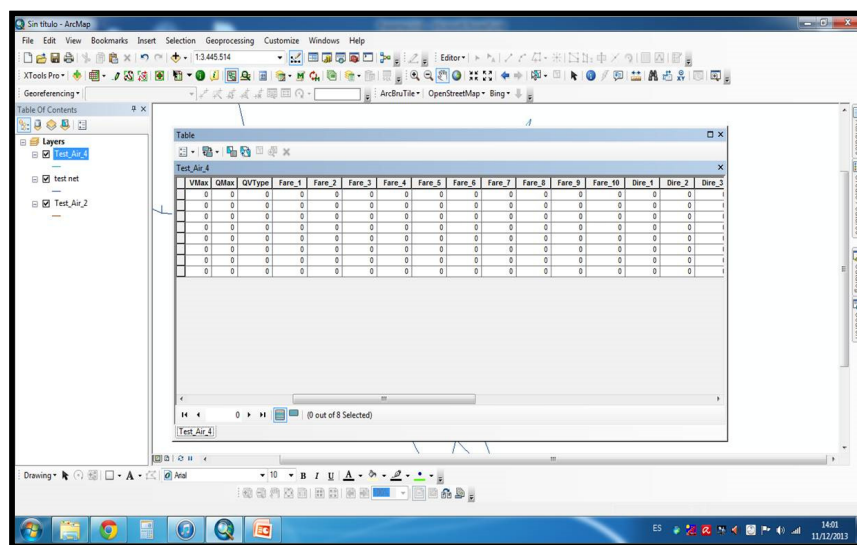 Sin título - ArcMap
File Edit View Bookmarks Insert Selection Geoprocessing Customize Windows Help
1:3.445.514 Editor
XTools Pro
Georeferencing ArcBruTile OpenStreetMap Bing
Table Of Contents
Layers
Test_Air_4
test net
Test_Air_2
Table
Test_Air_4
VMax QMax QVType Fare_1 Fare_2 Fare_3 Fare_4 Fare_5 Fare_6 Fare_7 Fare_8 Fare_9 Fare_10 Dire_1 Dire_2 Dire_3
0 0 0 0 0 0 0 0 0 0 0 0 0 0 0
0 0 0 0 0 0 0 0 0 0 0 0 0 0 0
0 0 0 0 0 0 0 0 0 0 0 0 0 0 0
0 0 0 0 0 0 0 0 0 0 0 0 0 0 0
0 0 0 0 0 0 0 0 0 0 0 0 0 0 0
0 0 0 0 0 0 0 0 0 0 0 0 0 0 0
0 0 0 0 0 0 0 0 0 0 0 0 0 0 0
0 0 0 0 0 0 0 0 0 0 0 0 0 0 0
0 (0 out of 8 Selected)
Test_Air_4
Drawing A Arial 10 B I U A
ES 14:01
11/12/2013